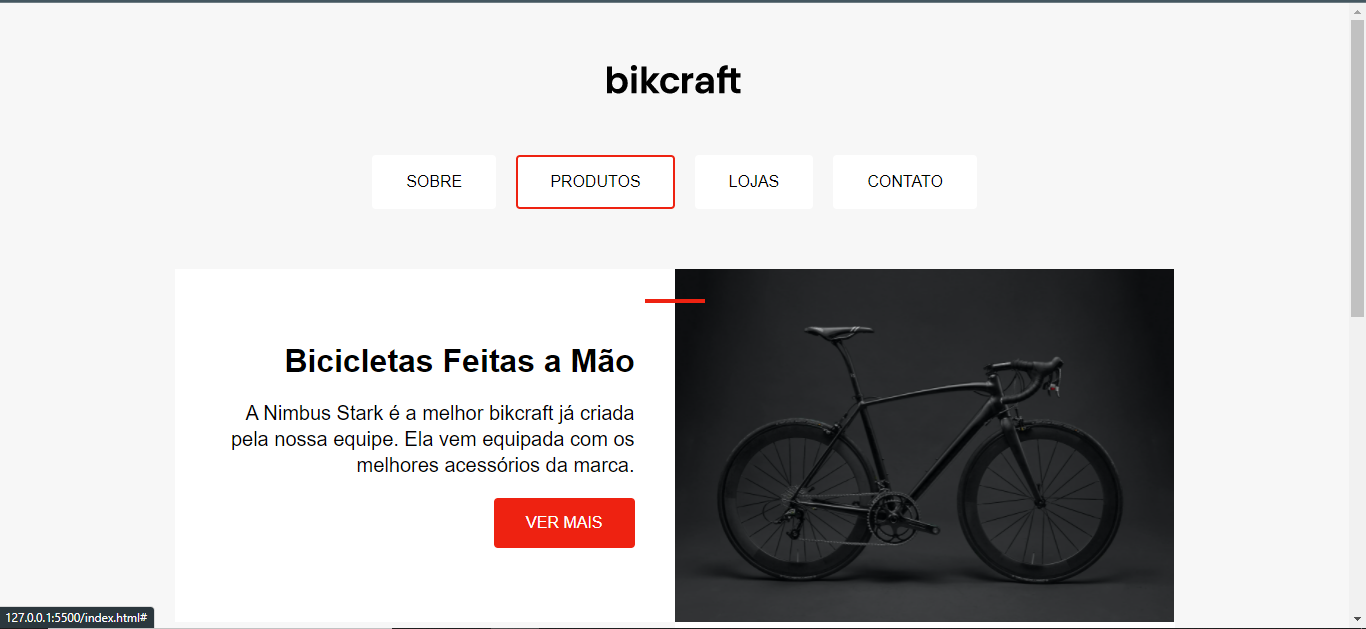 bikcraft
SOBRE
PRODUTOS
LOJAS
CONTATO
Bicicletas Feitas a Mão
A Nimbus Stark é a melhor bikcraft já criada
pela nossa equipe. Ela vem equipada com os
melhores acessórios da marca.
VER MAIS
127.0.0.1:5500/index.html#